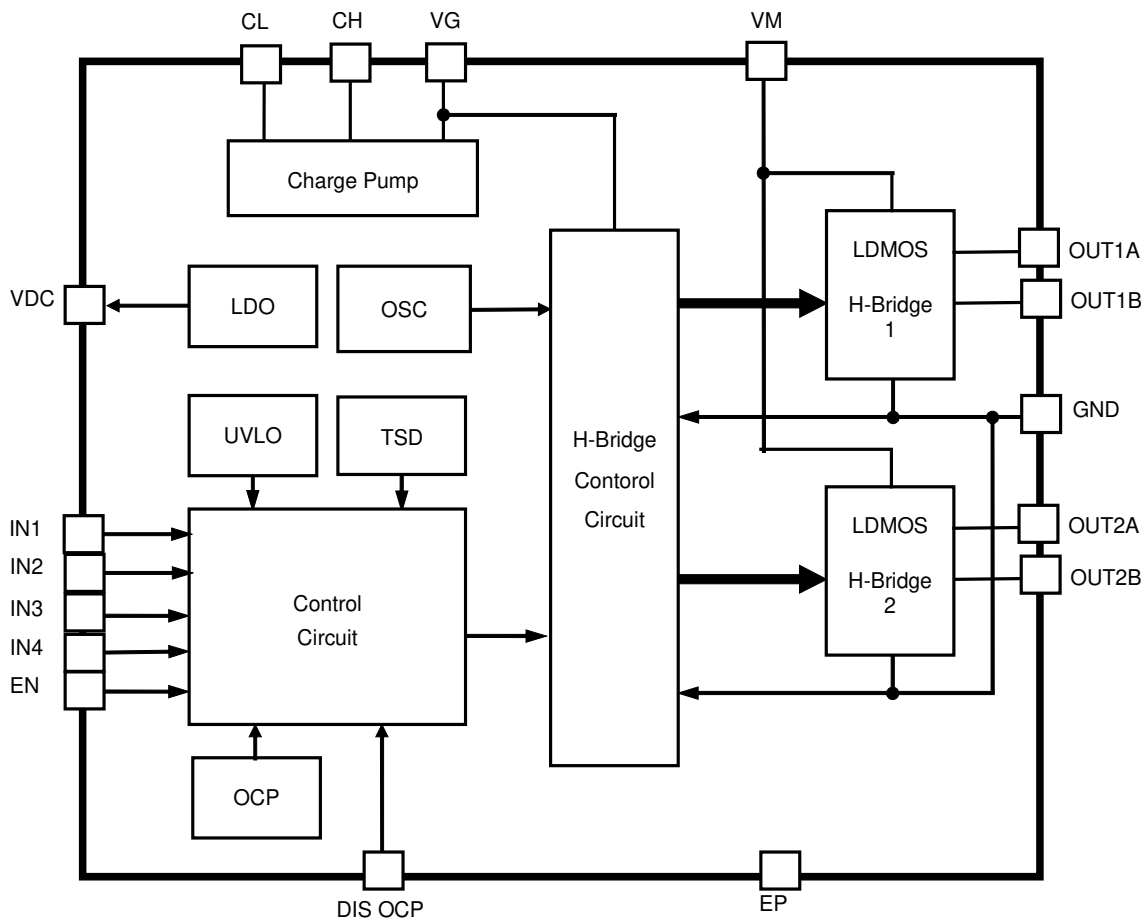 CL
CH
VG
VM
Charge Pump
LDMOS
H-Bridge
1
OUT1A
OUT1B
VDC
LDO
OSC
GND
UVLO
TSD
H-Bridge
Contorol
Circuit
LDMOS
H-Bridge
2
OUT2A
OUT2B
IN1
IN2
IN3
IN4
EN
Control
Circuit
OCP
DIS OCP
EP